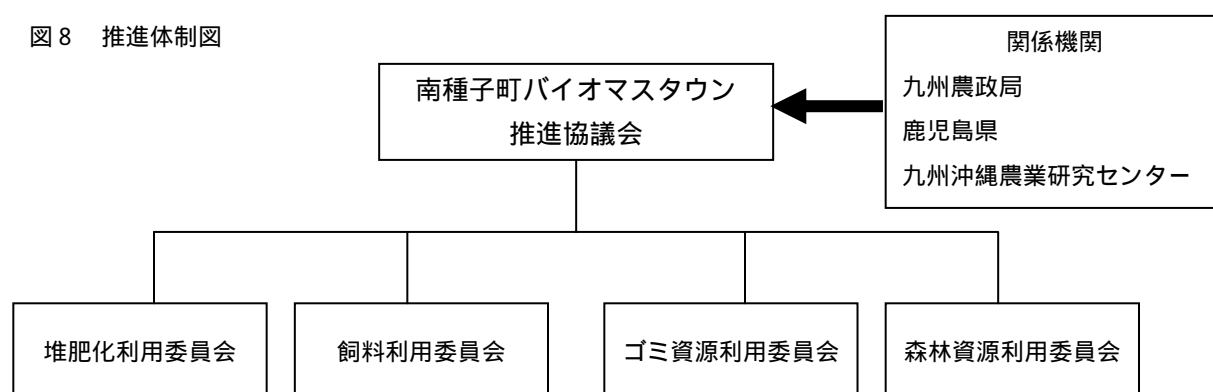 図8 推進体制図
南種子町バイオマスタウン
推進協議会
関係機関
九州農政局
鹿児島県
九州沖縄農業研究センター
堆肥化利用委員会
飼料利用委員会
ゴミ資源利用委員会
森林資源利用委員会